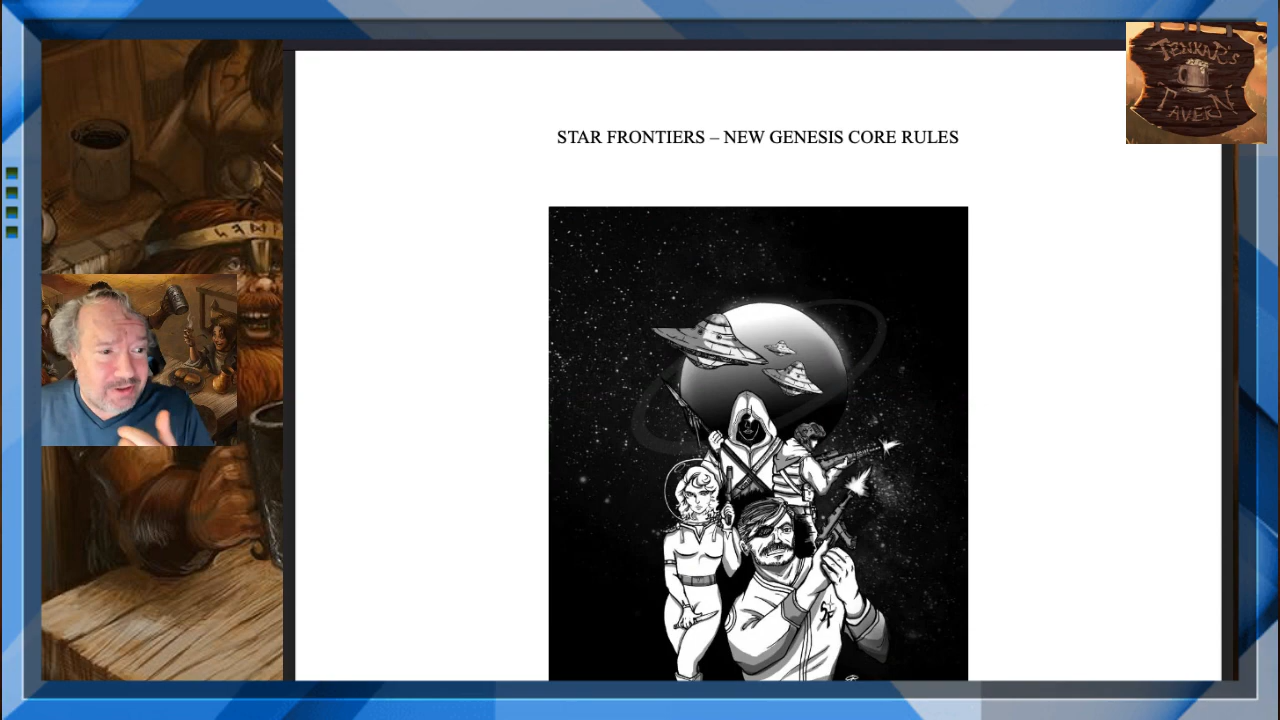 STAR FRONTIERS – NEW GENESIS CORE RULES
TENKAR'S
TAVERN